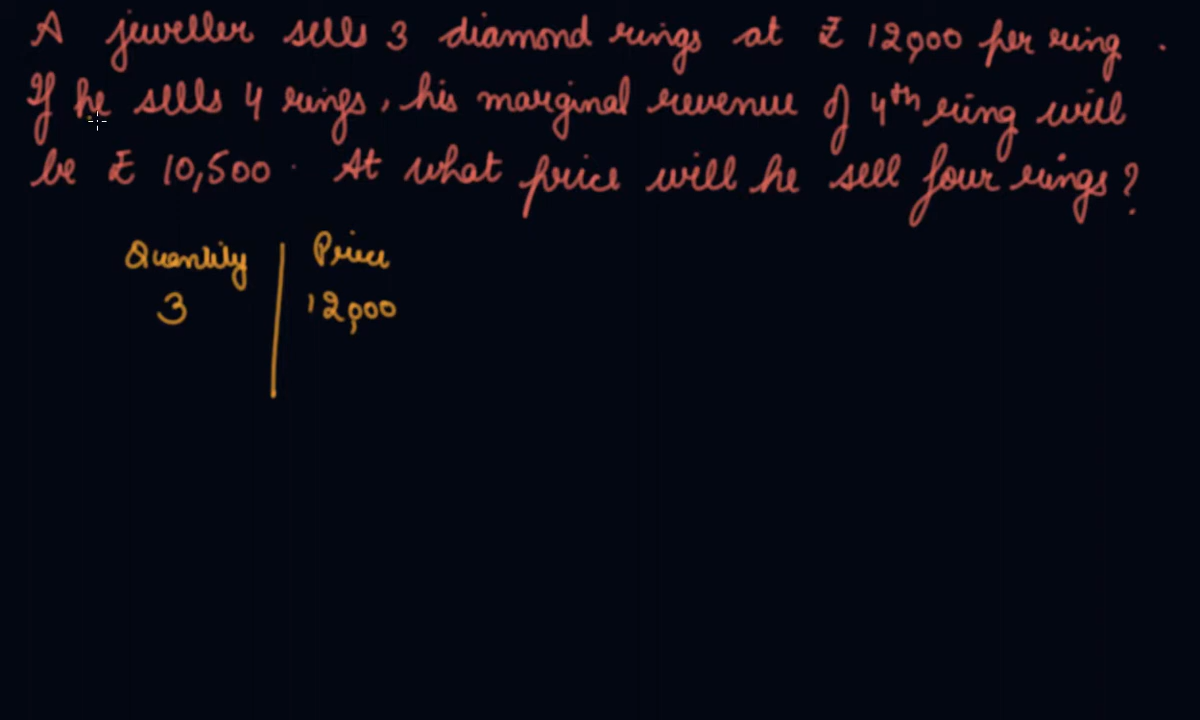 A jeweller sells 3 diamond rings at ₹ 12,000 per ring .
If he sells 4 rings, his marginal revenue of 4th ring will
be ₹ 10,500 . At what price will he sell four rings?
Quantity | Price
3 | 12,000